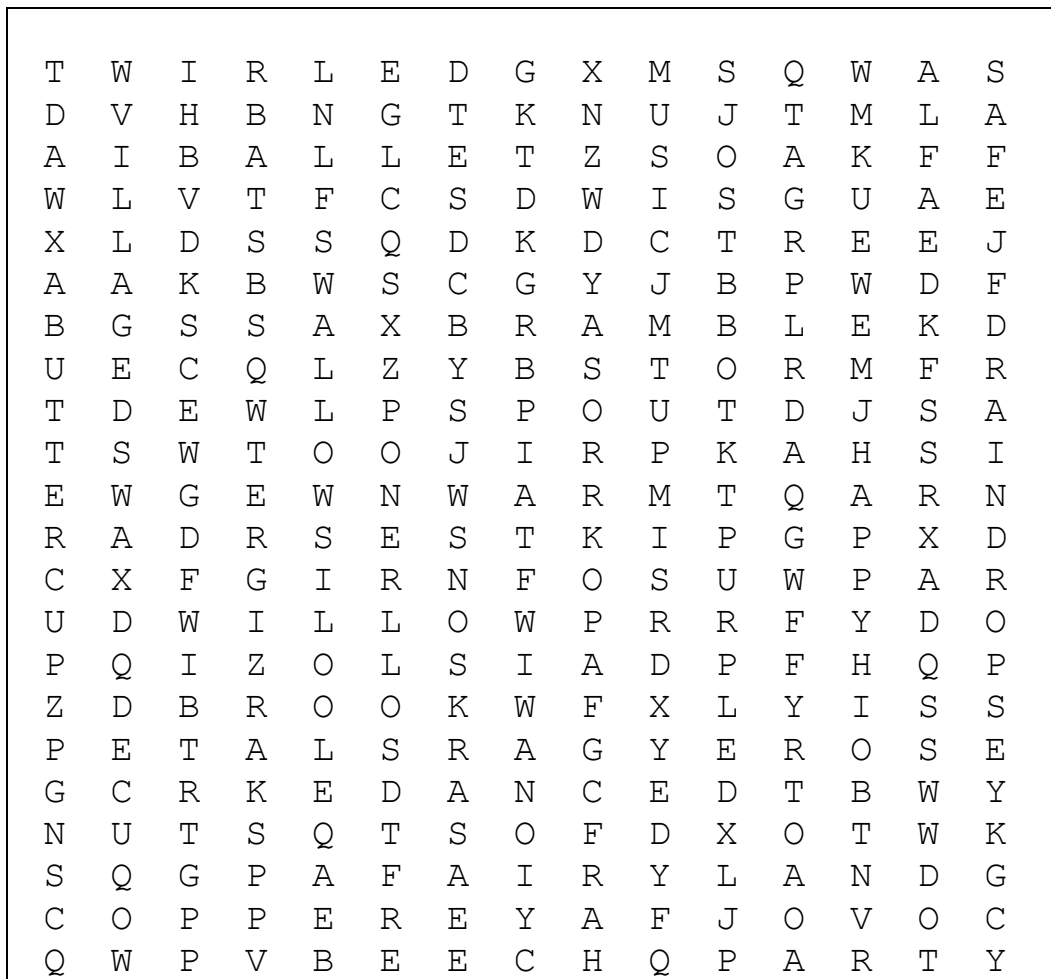 T W I R L E D G X M S Q W A S
D V H B N G T K N U J T M L A
A I B A L L E T Z S O A K F F
W L V T F C S D W I S G U A E
X L D S S Q D K D C T R E E J
A A K B W S C G Y J B P W D F
B G S S A X B R A M B L E K D
U E C Q L Z Y B S T O R M F R
T D E W L P S P O U T D J S A
T S W T O O J I R P K A H S I
E W G E W N W A R M T Q A R N
R A D R S E S T K I P G P X D
C X F G I R N F O S U W P A R
U D W I L L O W P R R F Y D O
P Q I Z O L S I A D P F H Q P
Z D B R O O K W F X L Y I S S
P E T A L S R A G Y E R O S E
G C R K E D A N C E D T B W Y
N U T S Q T S O F D X O T W K
S Q G P A F A I R Y L A N D G
C O P P E R E Y A F J O V O C
Q W P V B E E C H Q P A R T Y